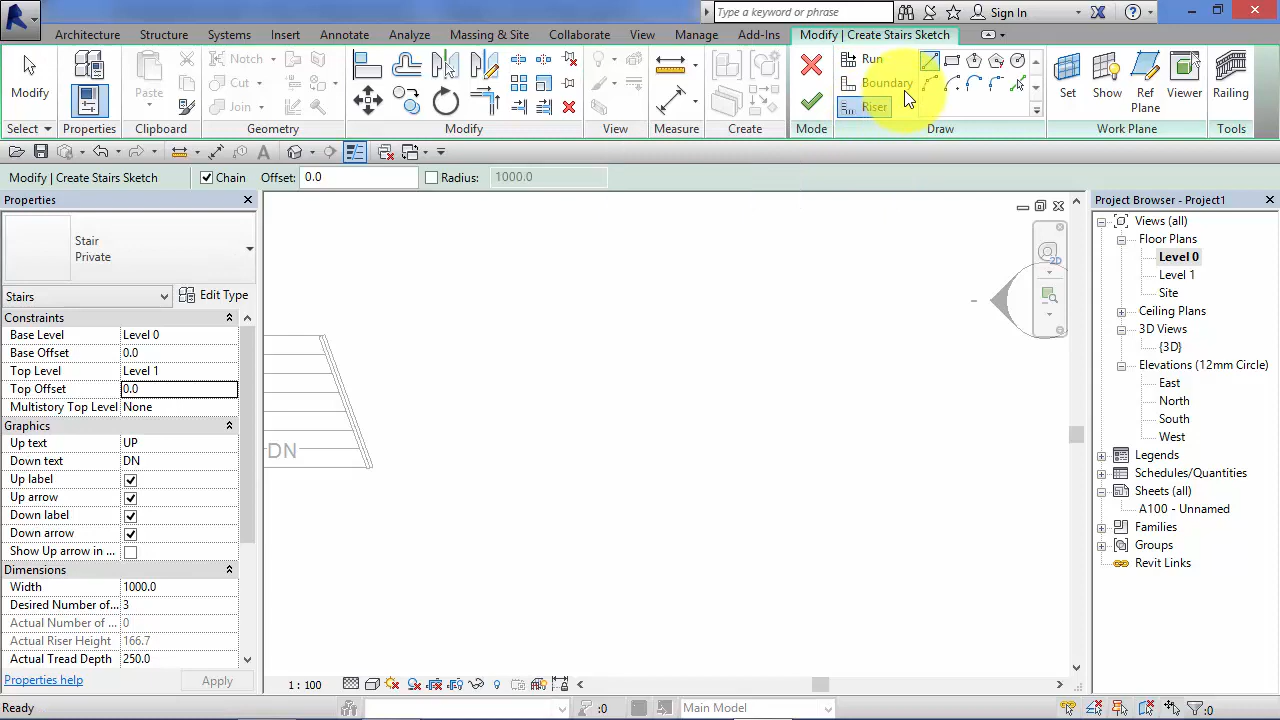 Type a keyword or phrase
Sign In
Architecture Structure Systems Insert Annotate Analyze Massing & Site Collaborate View Manage Add-Ins Modify | Create Stairs Sketch
Modify
Properties
Paste
Notch
Cut
Join
Run
Boundary
Riser
Set
Show
Ref
Plane
Viewer
Railing
Select Properties Clipboard Geometry Modify View Measure Create Mode Draw Work Plane Tools
Modify | Create Stairs Sketch
Chain
Offset: 0.0
Radius: 1000.0
Properties
Stair
Private
Stairs
Edit Type
Constraints
Base Level Level 0
Base Offset 0.0
Top Level Level 1
Top Offset 0.0
Multistory Top Level None
Graphics
Up text UP
Down text DN
Up label
Up arrow
Down label
Down arrow
Show Up arrow in ...
Dimensions
Width 1000.0
Desired Number of... 3
Actual Number of ... 0
Actual Riser Height 166.7
Actual Tread Depth 250.0
Properties help
Apply
DN
2D
Project Browser - Project1
Views (all)
Floor Plans
Level 0
Level 1
Site
Ceiling Plans
3D Views
{3D}
Elevations (12mm Circle)
East
North
South
West
Legends
Schedules/Quantities
Sheets (all)
A100 - Unnamed
Families
Groups
Revit Links
1 : 100
Ready
:0
Main Model
:0